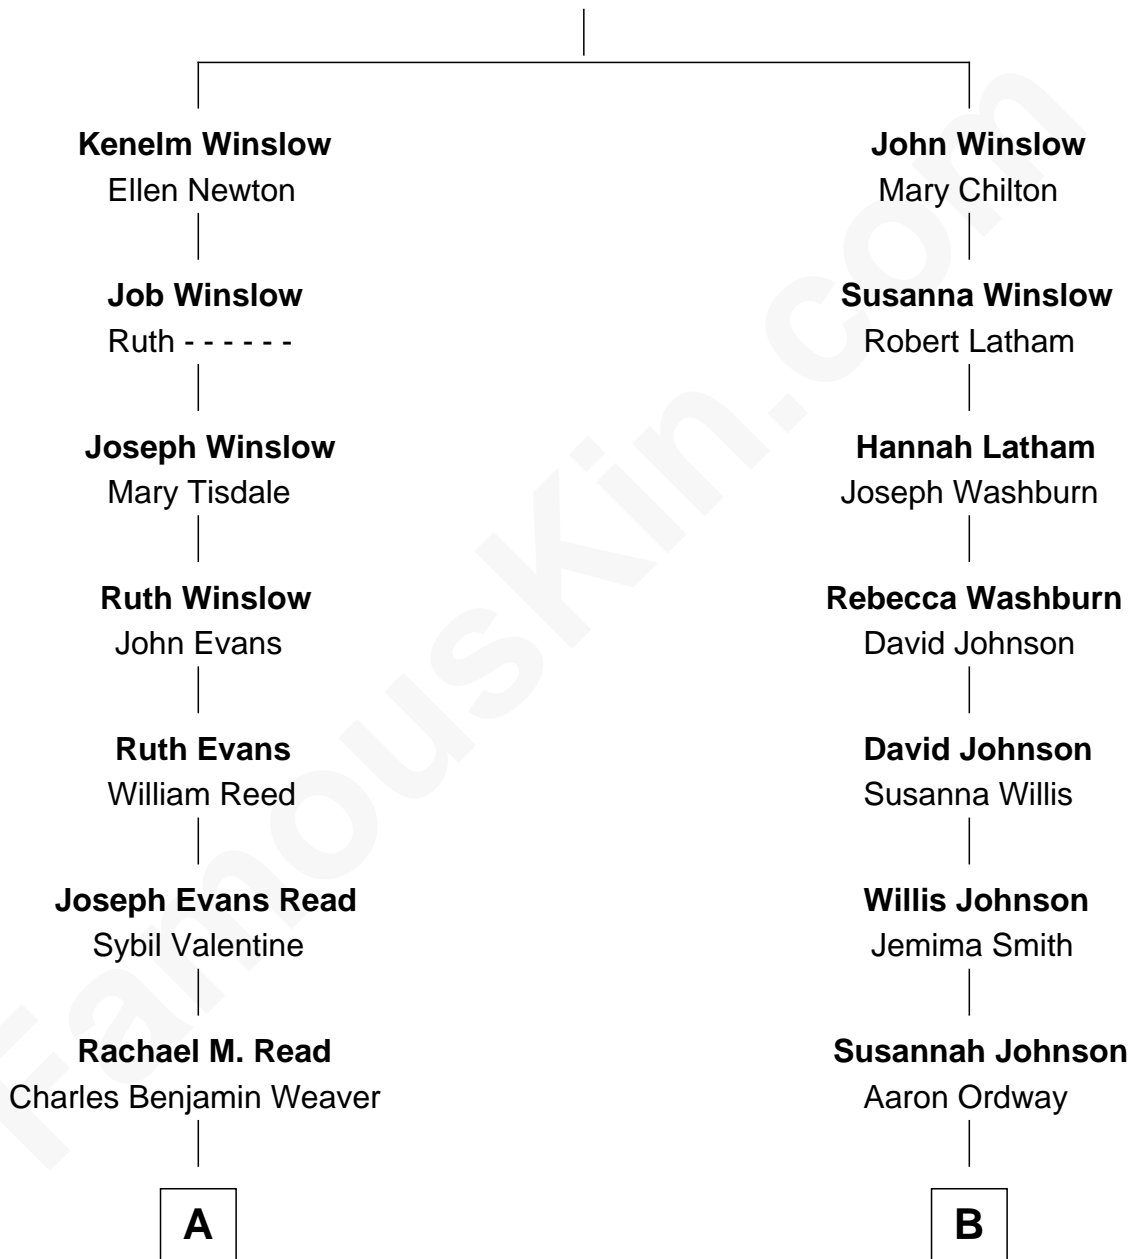 Kenelm Winslow
Ellen Newton
Job Winslow
Ruth - - - - - -
Joseph Winslow
Mary Tisdale
Ruth Winslow
John Evans
Ruth Evans
William Reed
Joseph Evans Read
Sybil Valentine
Rachael M. Read
Charles Benjamin Weaver
A
John Winslow
Mary Chilton
Susanna Winslow
Robert Latham
Hannah Latham
Joseph Washburn
Rebecca Washburn
David Johnson
David Johnson
Susanna Willis
Willis Johnson
Jemima Smith
Susannah Johnson
Aaron Ordway
B
FamousKin.com